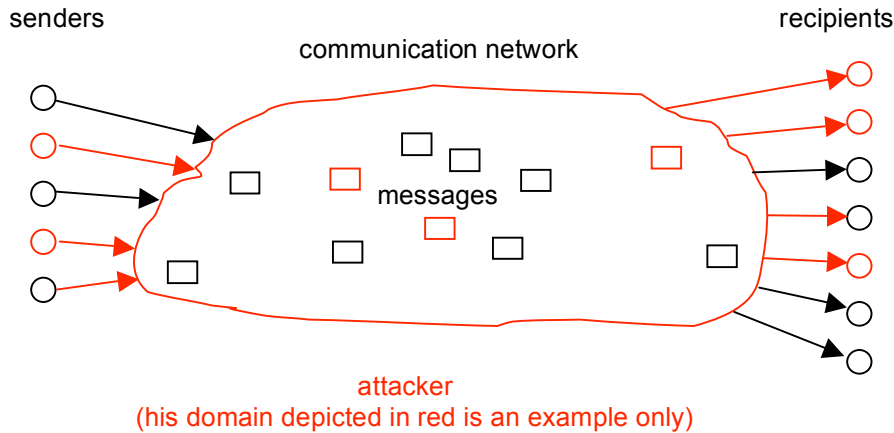 senders
recipients
communication network
messages
attacker
(his domain depicted in red is an example only)